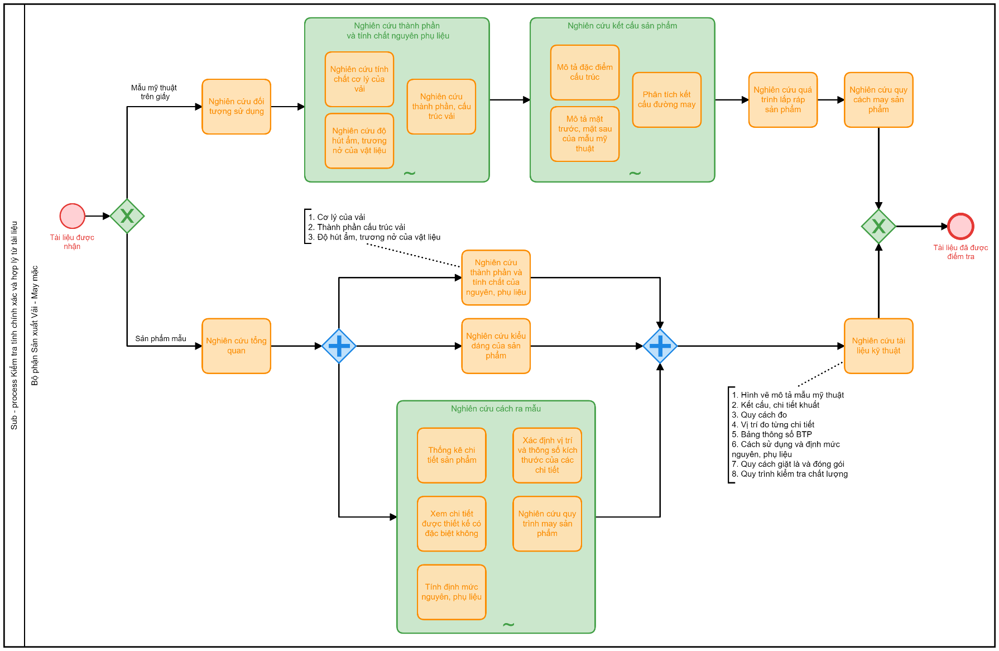 Sub - process Kiểm tra tính chính xác và hợp lý từ tài liệu
Bộ phận Sản xuất Vải - May mặc
Tài liệu được
nhận
Mẫu mỹ thuật
trên giấy
Nghiên cứu đối
tượng sử dụng
Nghiên cứu thành phần
và tính chất nguyên phụ liệu
Nghiên cứu tính
chất cơ lý của
vải
Nghiên cứu
thành phần, cấu
trúc vải
Nghiên cứu độ
hút ẩm, trương
nở của vật liệu
Nghiên cứu kết cấu sản phẩm
Mô tả đặc điểm
cấu trúc
Phân tích kết
cấu đường may
Mô tả mặt
trước, mặt sau
của mẫu mỹ
thuật
Nghiên cứu quá
trình lắp ráp
sản phẩm
Nghiên cứu quy
cách may sản
phẩm
Tài liệu đã được
điểm tra
1. Cơ lý của vải
2. Thành phần cấu trúc vải
3. Độ hút ẩm, trương nở của vật liệu
Nghiên cứu
thành phần và
tính chất của
nguyên, phụ liệu
Sản phẩm mẫu
Nghiên cứu tổng
quan
Nghiên cứu kiểu
dáng của sản
phẩm
Nghiên cứu tài
liệu kỹ thuật
Nghiên cứu cách ra mẫu
Thống kê chi
tiết sản phẩm
Xác định vị trí
và thông số kích
thước của các
chi tiết
Xem chi tiết
được thiết kế có
đặc biệt không
Nghiên cứu quy
trình may sản
phẩm
Tính định mức
nguyên, phụ liệu
1. Hình vẽ mô tả mẫu mỹ thuật
2. Kết cấu, chi tiết khuất
3. Quy cách đo
4. Vị trí đo từng chi tiết
5. Bảng thông số BTP
6. Cách sử dụng và định mức
nguyên, phụ liệu
7. Quy cách giặt là và đóng gói
8. Quy trình kiểm tra chất lượng